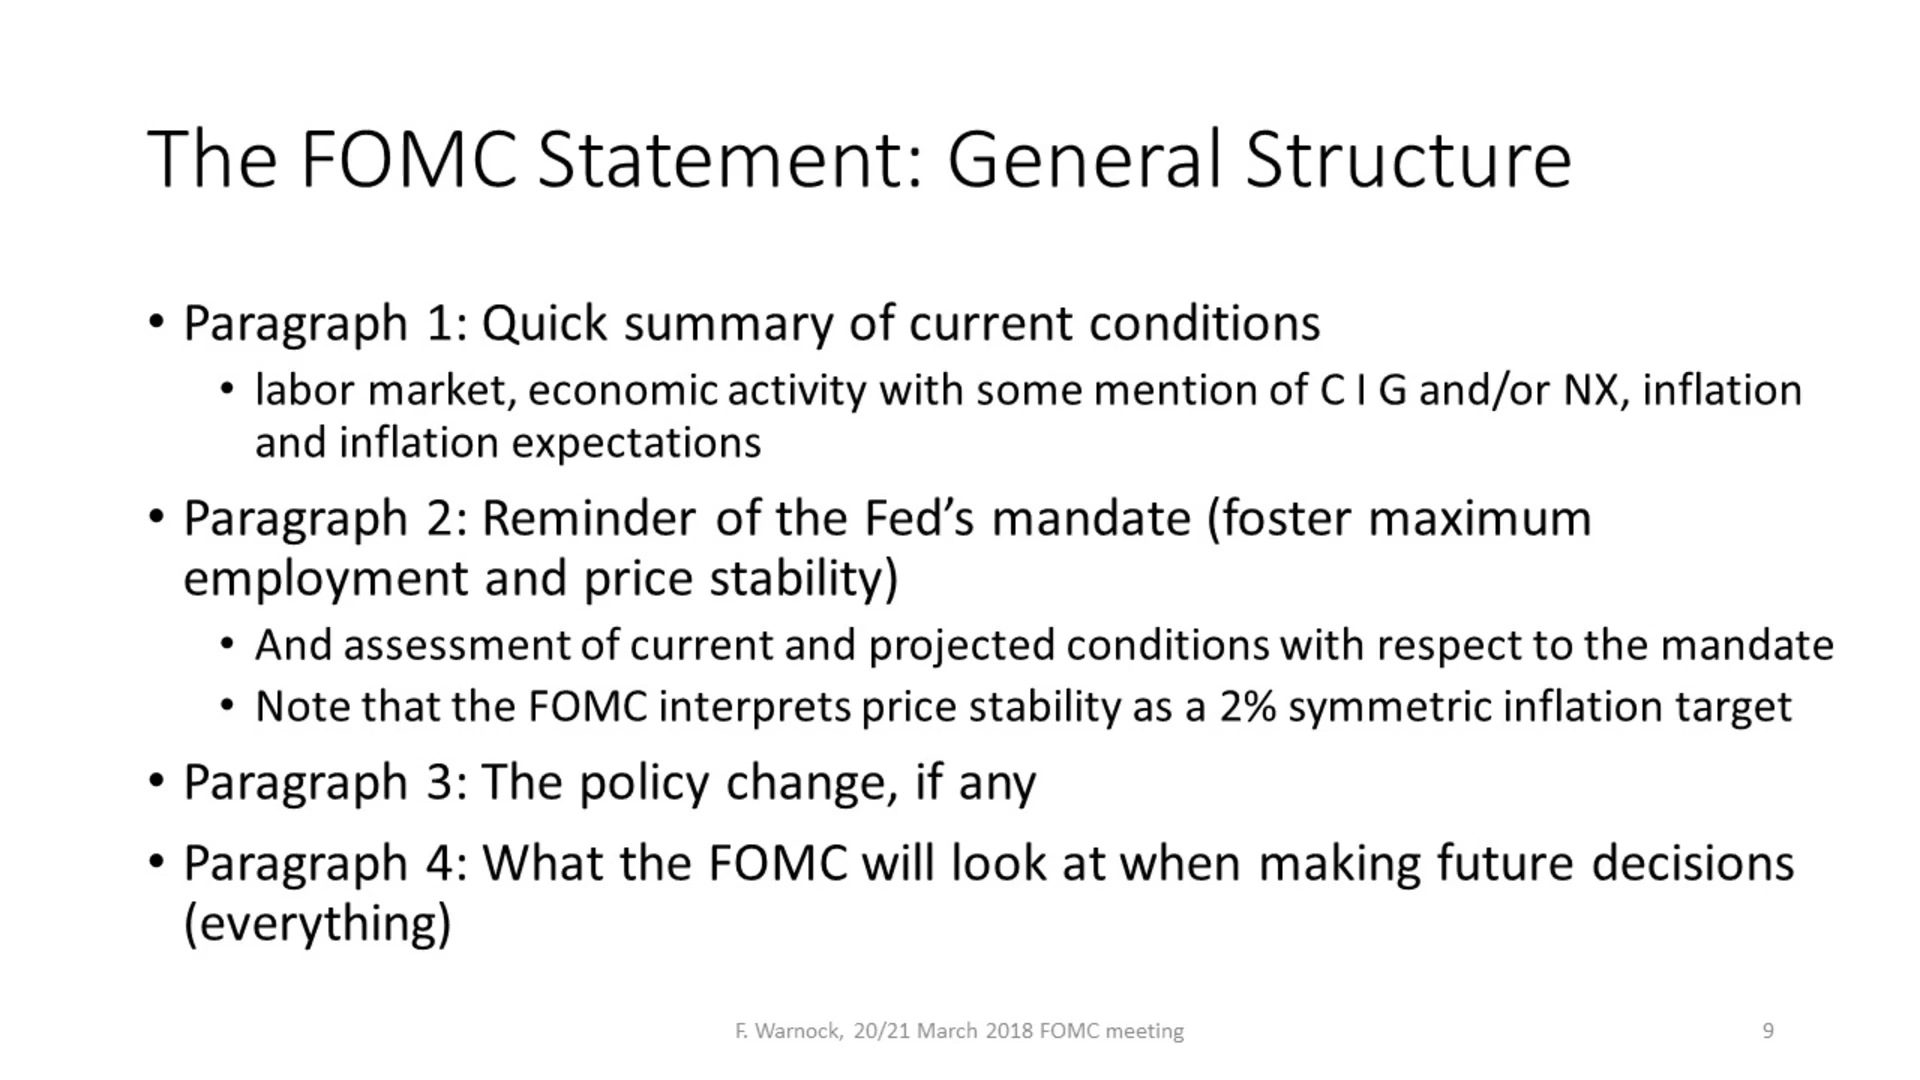 The FOMC Statement: General Structure
• Paragraph 1: Quick summary of current conditions
• labor market, economic activity with some mention of C I G and/or NX, inflation
and inflation expectations
• Paragraph 2: Reminder of the Fed’s mandate (foster maximum
employment and price stability)
• And assessment of current and projected conditions with respect to the mandate
• Note that the FOMC interprets price stability as a 2% symmetric inflation target
• Paragraph 3: The policy change, if any
• Paragraph 4: What the FOMC will look at when making future decisions
(everything)
F. Warnock, 20/21 March 2018 FOMC meeting
9